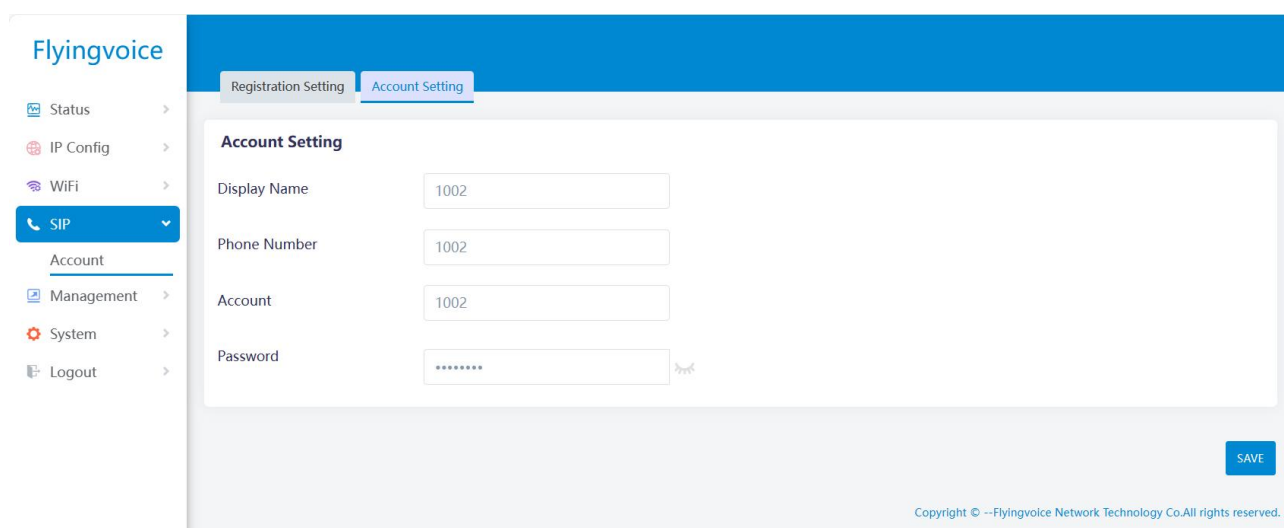 Flyingvoice
Status
IP Config
WiFi
SIP
Account
Management
System
Logout
Registration Setting
Account Setting
Account Setting
Display Name
1002
Phone Number
1002
Account
1002
Password
••••••••
SAVE
Copyright © --Flyingvoice Network Technology Co.All rights reserved.